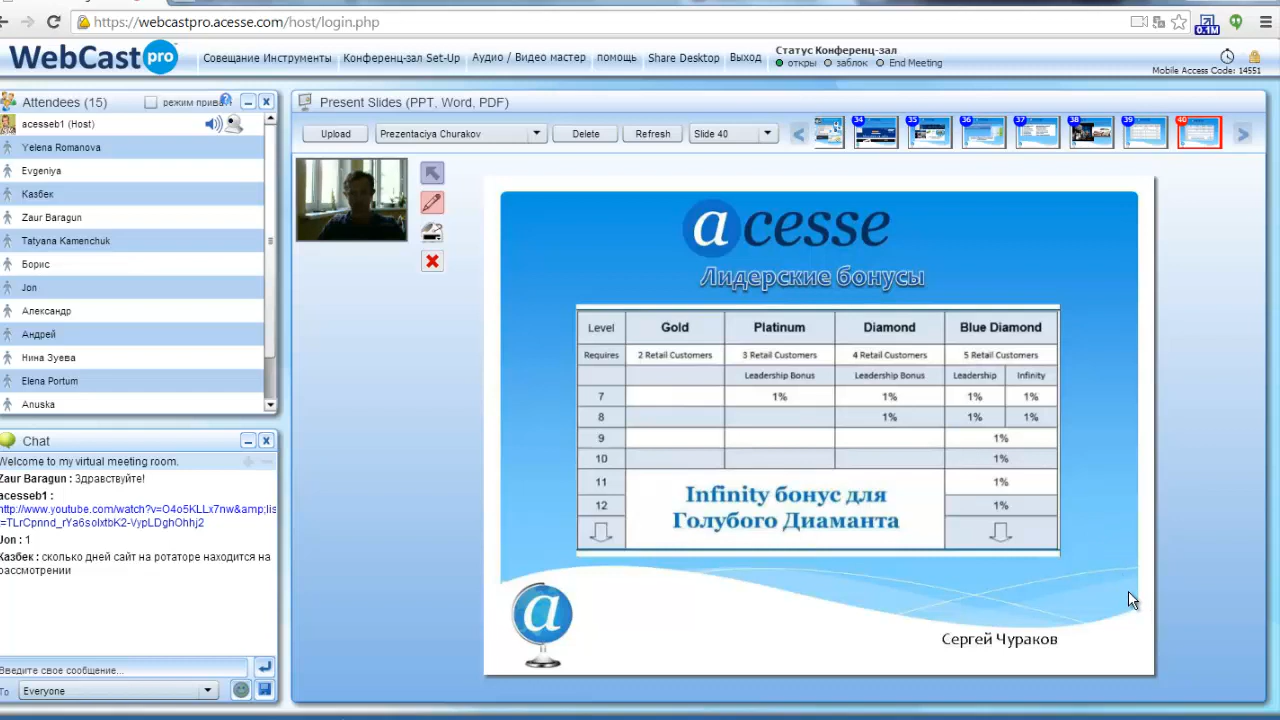 https://webcastpro.acesse.com/host/login.php
0.1M
WebCast pro
Совещание Инструменты
Конференц-зал Set-Up
Аудио / Видео мастер
помощь
Share Desktop
Выход
Статус Конференц-зал
откры
заблок
End Meeting
Mobile Access Code: 14551
Attendees (15)
режим прива
acesseb1 (Host)
Yelena Romanova
Evgeniya
Казбек
Zaur Baragun
Tatyana Kamenchuk
Борис
Jon
Александр
Андрей
Нина Зуева
Elena Portum
Anuska
Chat
Welcome to my virtual meeting room.
Zaur Baragun : Здравствуйте!
acesseb1 :
http://www.youtube.com/watch?v=O4o5KLLx7nw&amp;lis
=TLrCpnnd_rYa6solxtbK2-VypLDghOhhj2
Jon : 1
Казбек : сколько дней сайт на ротаторе находится на
рассмотрении
Введите свое сообщение...
To
Everyone
Present Slides (PPT, Word, PDF)
Upload
Prezentaciya Churakov
Delete
Refresh
Slide 40
34
35
36
37
38
39
40
acesse
Лидерские бонусы
Level Gold Platinum Diamond Blue Diamond
Requires 2 Retail Customers 3 Retail Customers 4 Retail Customers 5 Retail Customers
Leadership Bonus Leadership Bonus Leadership Infinity
7 1% 1% 1% 1%
8 1% 1% 1%
9 1%
10 1%
11 1%
12 1%
Infinity бонус для
Голубого Диаманта
a
Сергей Чураков